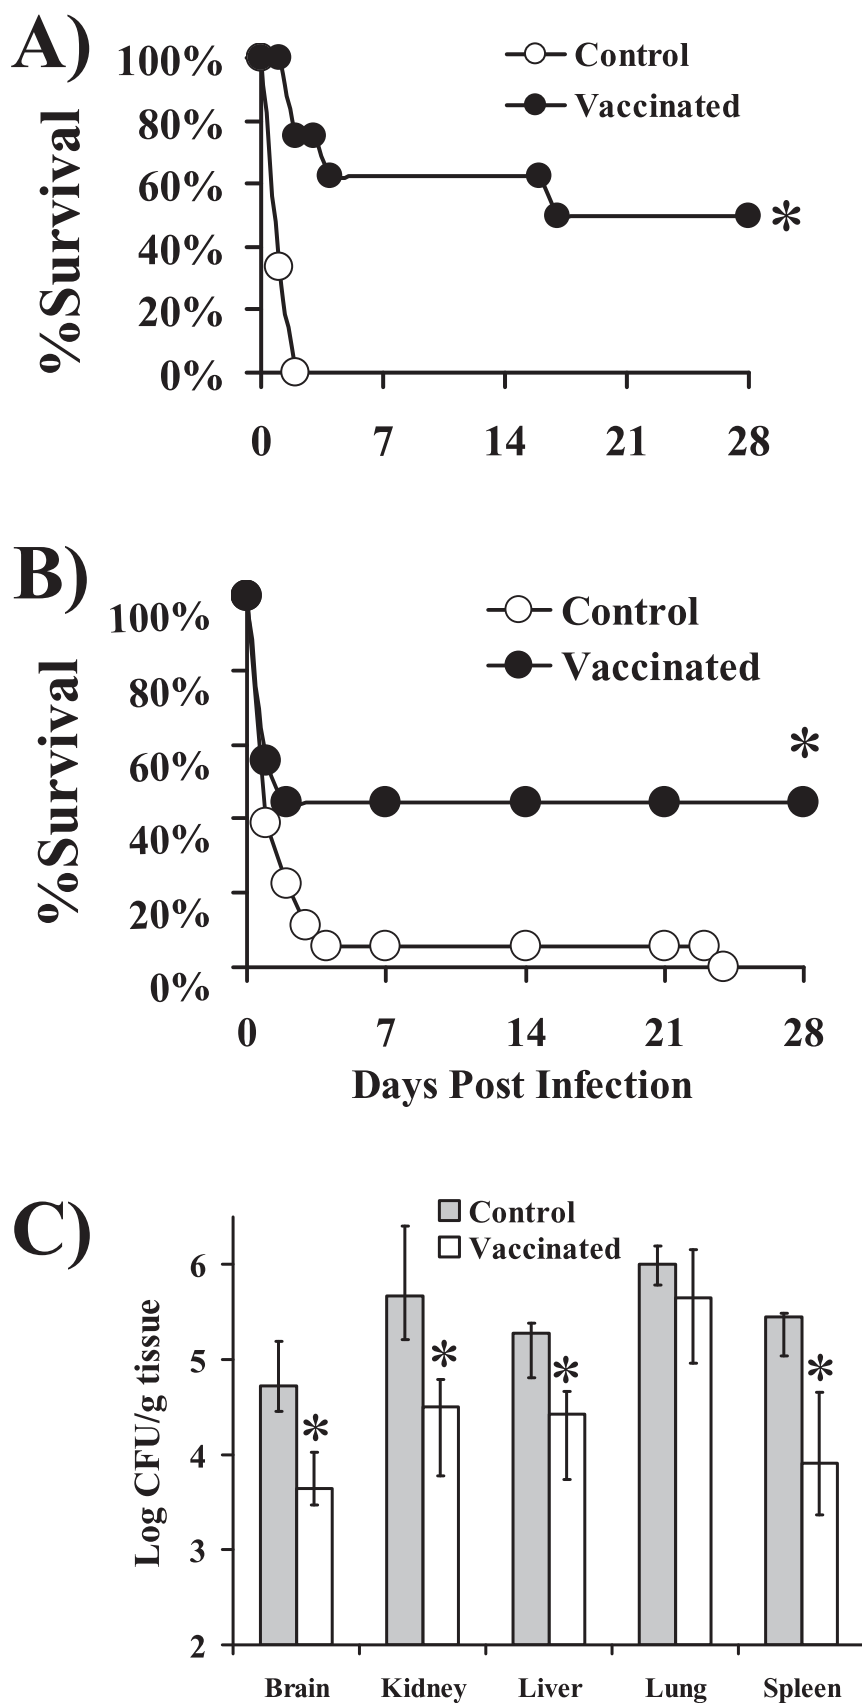 A)
%Survival
100%
80%
60%
40%
20%
0%
Control
Vaccinated
*
0 7 14 21 28
B)
%Survival
100%
80%
60%
40%
20%
0%
Control
Vaccinated
*
0 7 14 21 28
Days Post Infection
C)
Log CFU/g tissue
6
5
4
3
2
Control
Vaccinated
* * * *
Brain Kidney Liver Lung Spleen